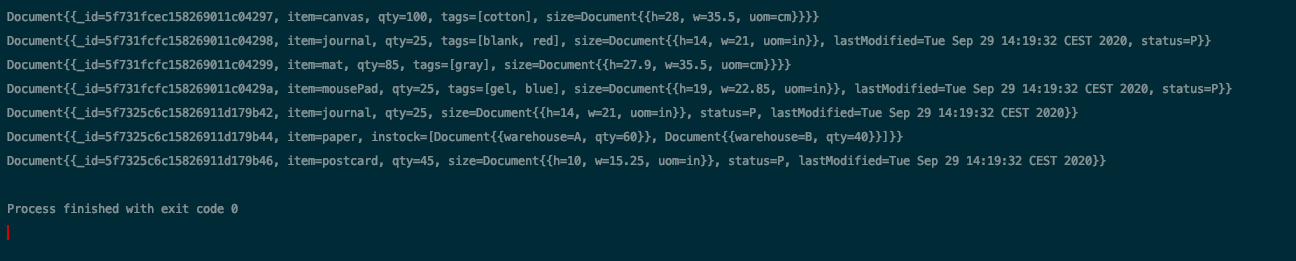 Document{{_id=5f731fcec158269011c04297, item=canvas, qty=100, tags=[cotton], size=Document{{h=28, w=35.5, uom=cm}}}}
Document{{_id=5f731fcfc158269011c04298, item=journal, qty=25, tags=[blank, red], size=Document{{h=14, w=21, uom=in}}, lastModified=Tue Sep 29 14:19:32 CEST 2020, status=P}}
Document{{_id=5f731fcfc158269011c04299, item=mat, qty=85, tags=[gray], size=Document{{h=27.9, w=35.5, uom=cm}}}}
Document{{_id=5f731fcfc158269011c0429a, item=mousePad, qty=25, tags=[gel, blue], size=Document{{h=19, w=22.85, uom=in}}, lastModified=Tue Sep 29 14:19:32 CEST 2020, status=P}}
Document{{_id=5f7325c6c15826911d179b42, item=journal, qty=25, size=Document{{h=14, w=21, uom=in}}, status=P, lastModified=Tue Sep 29 14:19:32 CEST 2020}}
Document{{_id=5f7325c6c15826911d179b44, item=paper, instock=[Document{{warehouse=A, qty=60}}, Document{{warehouse=B, qty=40}}]}}
Document{{_id=5f7325c6c15826911d179b46, item=postcard, qty=45, size=Document{{h=10, w=15.25, uom=in}}, status=P, lastModified=Tue Sep 29 14:19:32 CEST 2020}}
Process finished with exit code 0